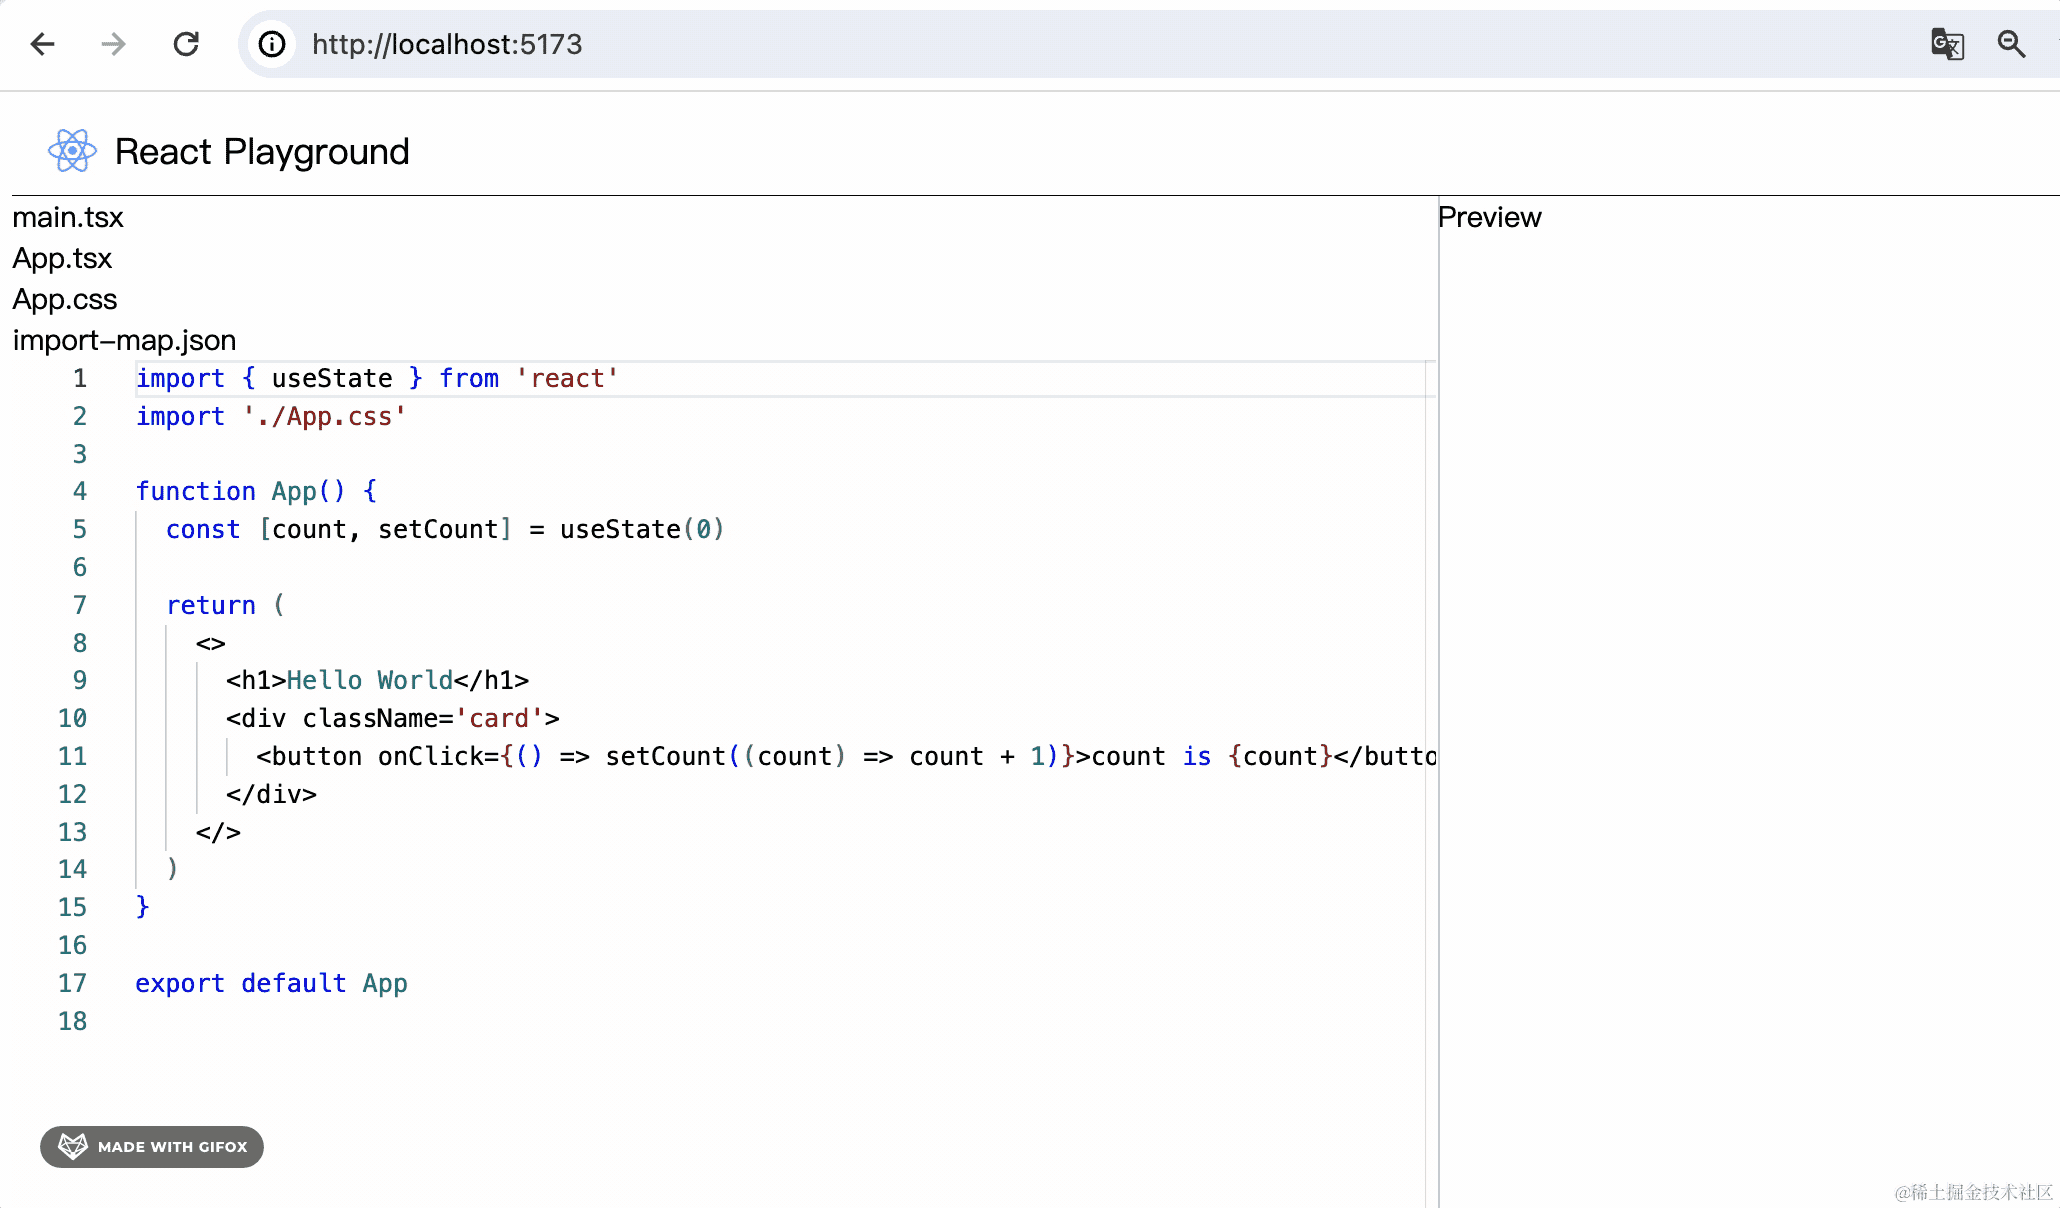 http://localhost:5173
React Playground
main.tsx
App.tsx
App.css
import-map.json
Preview
1 import { useState } from 'react'
2 import './App.css'
3
4 function App() {
5 const [count, setCount] = useState(0)
6
7 return (
8 <>
9 <h1>Hello World</h1>
10 <div className='card'>
11 <button onClick={() => setCount((count) => count + 1)}>count is {count}</butto
12 </div>
13 </>
14 )
15 }
16
17 export default App
18
MADE WITH GIFOX
@稀土掘金技术社区